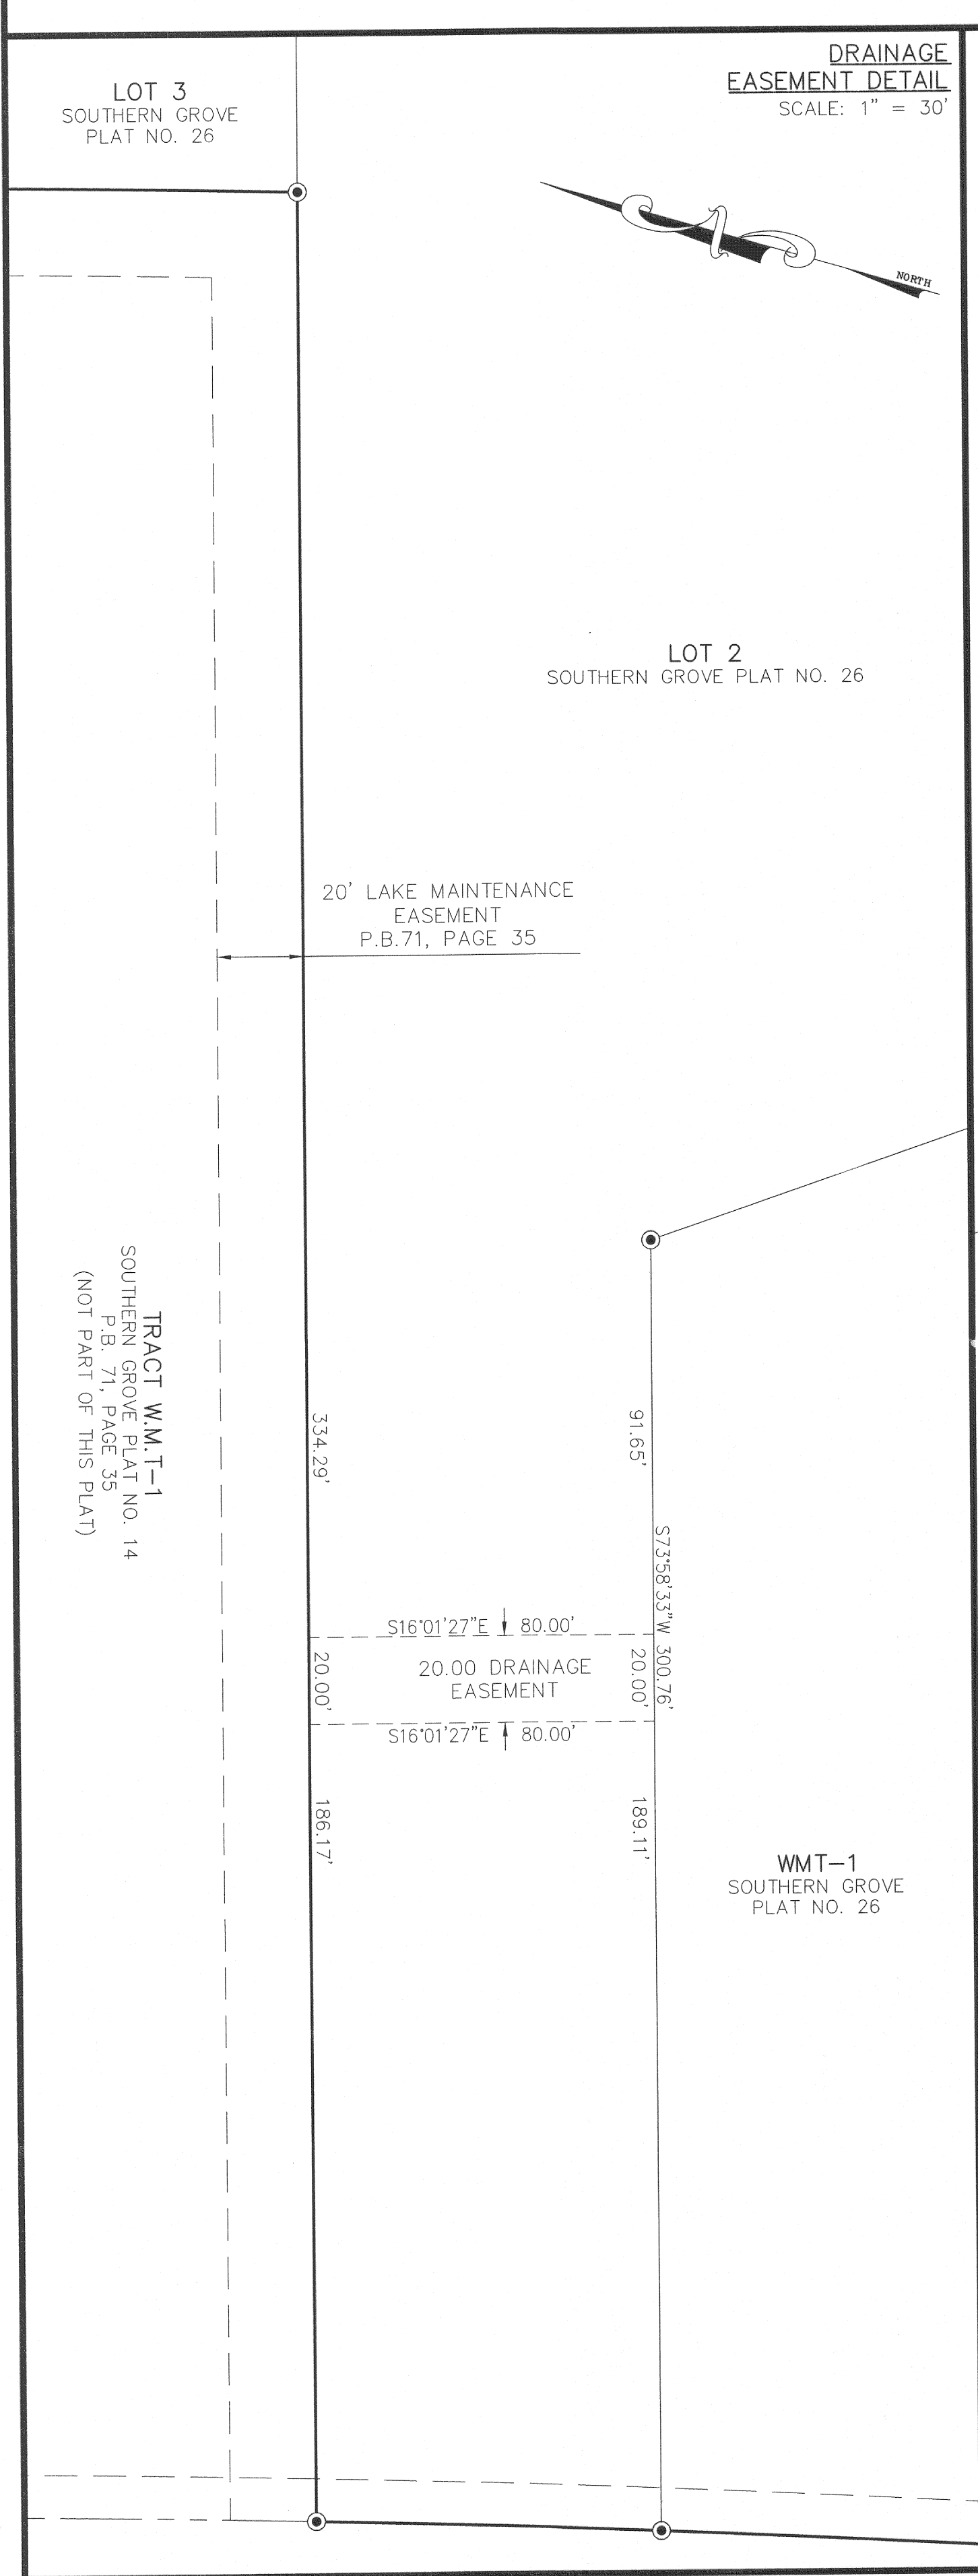 DRAINAGE
EASEMENT DETAIL
SCALE: 1" = 30'
LOT 3
SOUTHERN GROVE
PLAT NO. 26
NORTH
LOT 2
SOUTHERN GROVE PLAT NO. 26
20' LAKE MAINTENANCE
EASEMENT
P.B.71, PAGE 35
TRACT W.M.T-1
SOUTHERN GROVE PLAT NO. 14
P.B. 71, PAGE 35
(NOT PART OF THIS PLAT)
334.29'
91.65'
S73°58'33"W 300.76'
S16°01'27"E 80.00'
20.00'
20.00 DRAINAGE
EASEMENT
20.00'
S16°01'27"E 80.00'
186.17'
189.11'
WMT-1
SOUTHERN GROVE
PLAT NO. 26